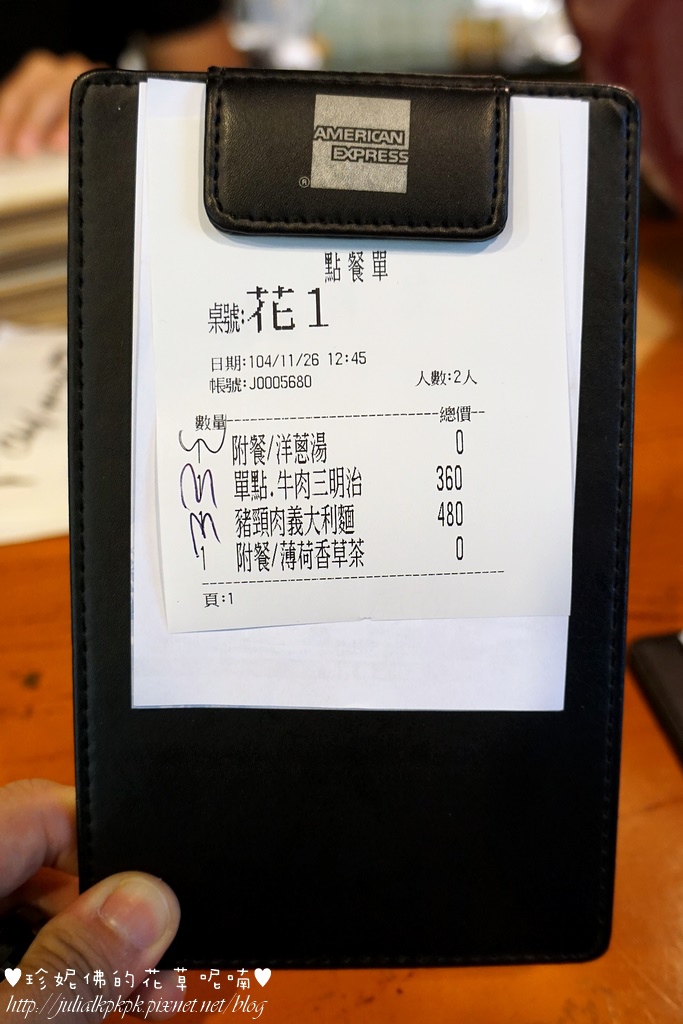 AMERICAN
EXPRESS
®
點餐單
桌號:花1
日期:104/11/26 12:45
帳號:J0005680 人數:2人
數量 總價
附餐/洋蔥湯 0
單點.牛肉三明治 360
豬頸肉義大利麵 480
1 附餐/薄荷香草茶 0
頁:1
♥珍妮佛的花草呢喃♥
http://julialkpkpk.pixnet.net/blog